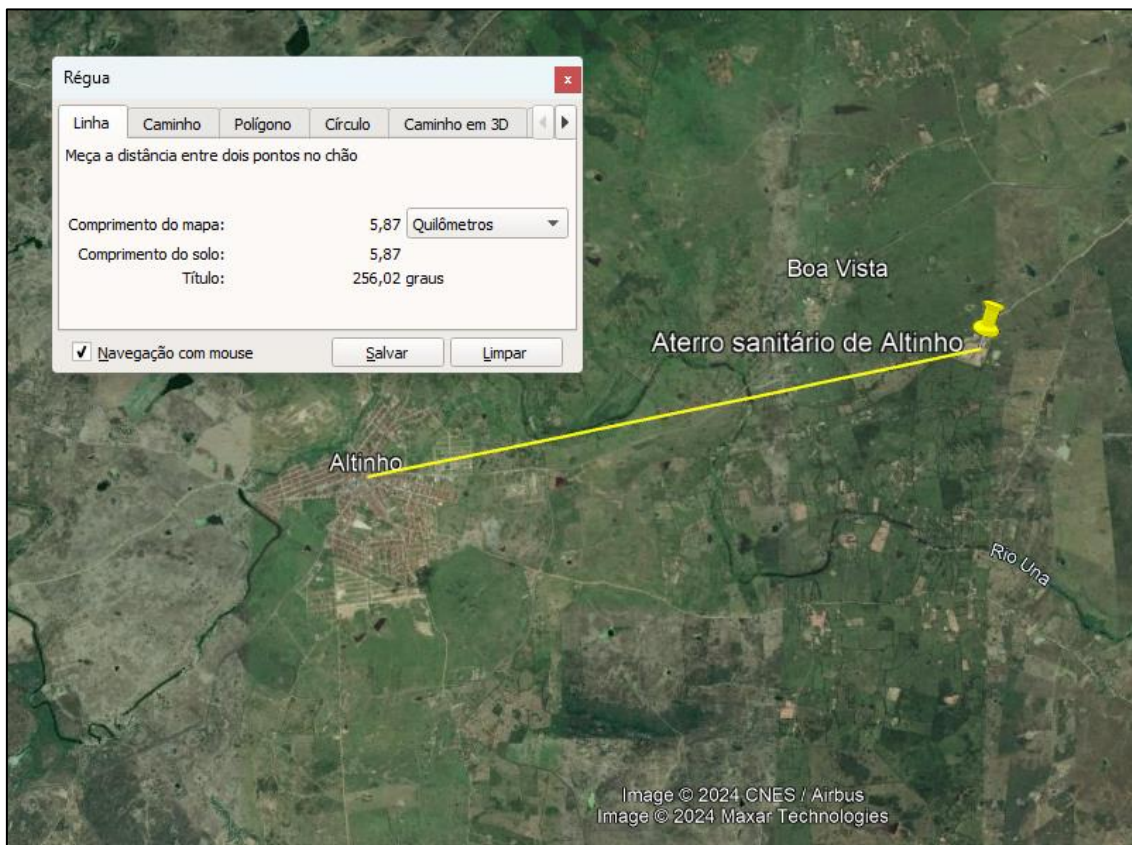 Régua
x
Linha Caminho Polígono Círculo Caminho em 3D
Meça a distância entre dois pontos no chão
Comprimento do mapa: 5,87 Quilômetros
Comprimento do solo: 5,87
Título: 256,02 graus
Navegação com mouse Salvar Limpar
Boa Vista
Aterro sanitário de Altinho
Altinho
Rio Una
Image © 2024 CNES / Airbus
Image © 2024 Maxar Technologies